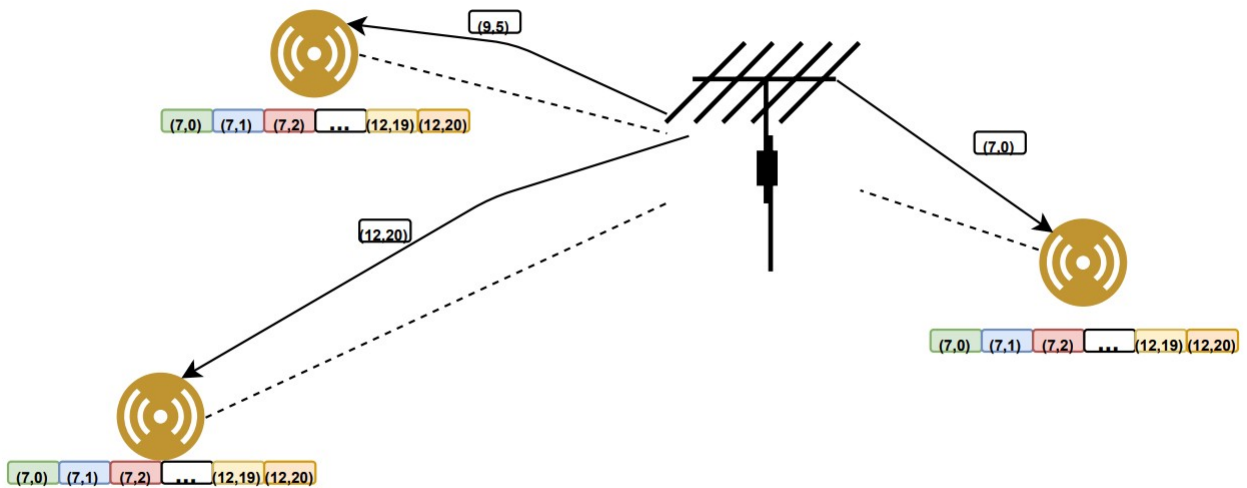 (9,5)
(7,0) (7,1) (7,2) ... (12,19) (12,20)
(7,0)
(12,20)
(7,0) (7,1) (7,2) ... (12,19) (12,20)
(7,0) (7,1) (7,2) ... (12,19) (12,20)